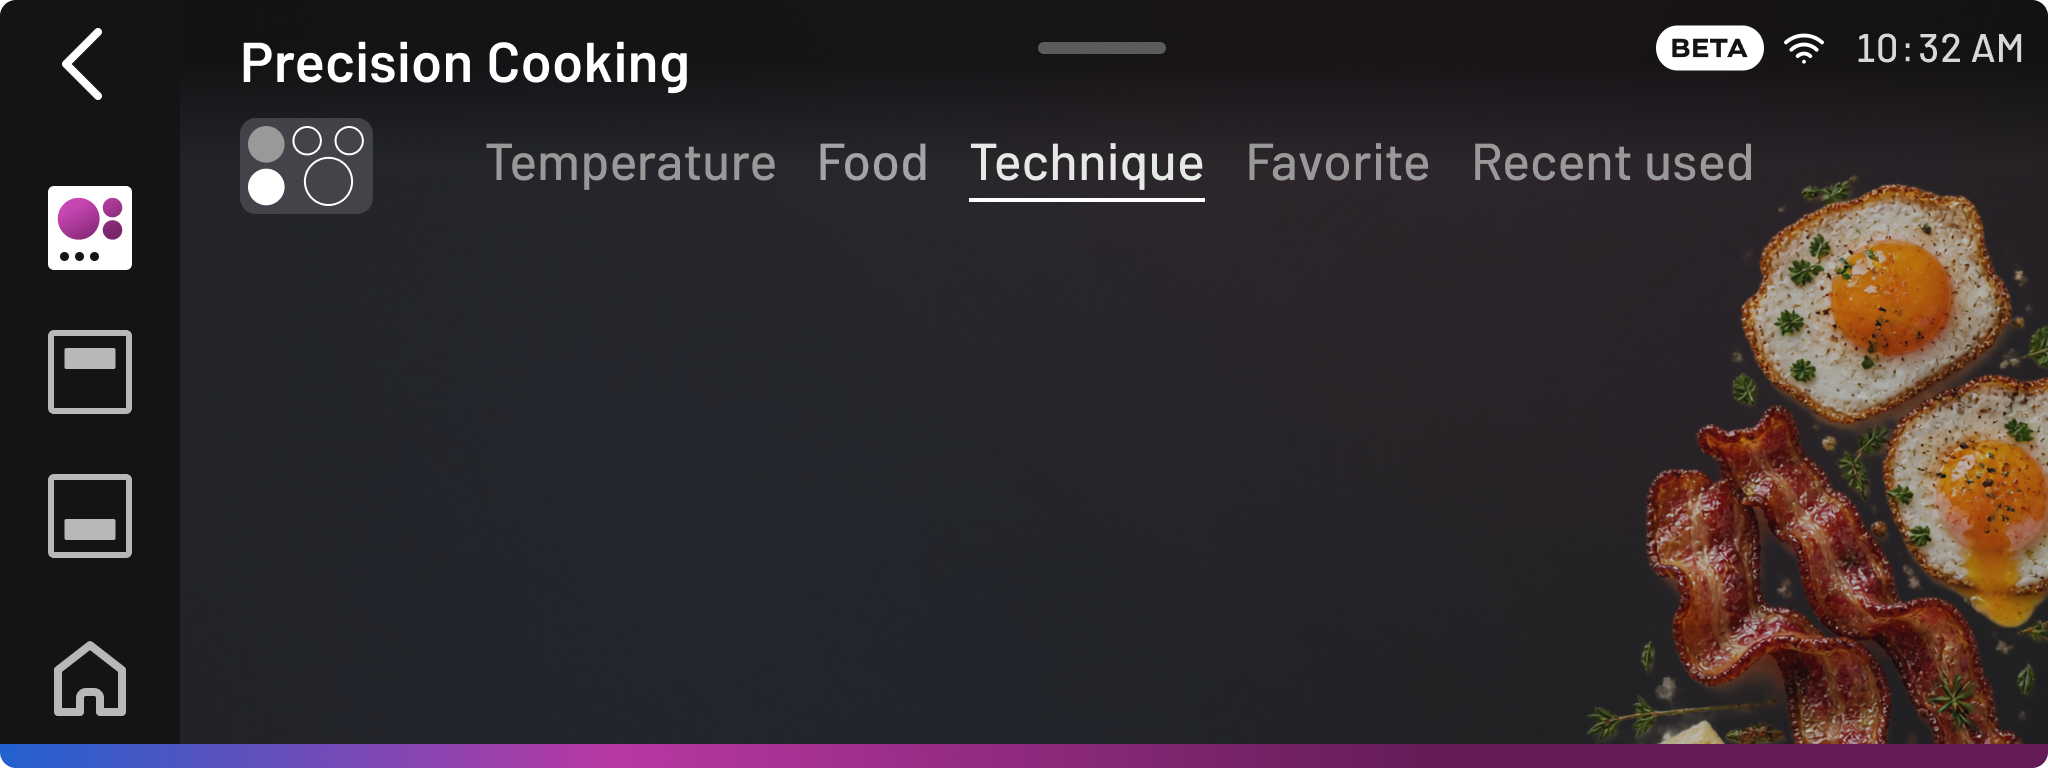 Precision Cooking
BETA
10:32 AM
Temperature
Food
Technique
Favorite
Recent used